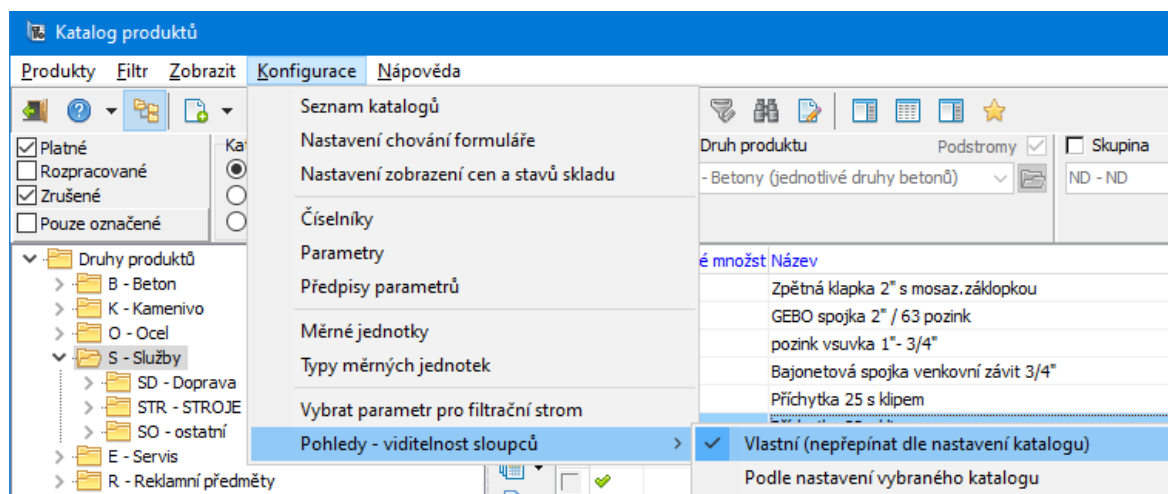 Katalog produktů
Produkty Filtr Zobrazit Konfigurace Nápověda
Platné
Rozpracované
Zrušené
Pouze označené
Seznam katalogů
Nastavení chování formuláře
Nastavení zobrazení cen a stavů skladu
Číselníky
Parametry
Předpisy parametrů
Měrné jednotky
Typy měrných jednotek
Vybrat parametr pro filtrační strom
Pohledy - viditelnost sloupců
Vlastní (nepřepínat dle nastavení katalogu)
Podle nastavení vybraného katalogu
Druh produktu Podstromy Skupina
- Betony (jednotlivé druhy betonů) ND - ND
Druhy produktů
B - Beton
K - Kamenivo
O - Ocel
S - Služby
SD - Doprava
STR - STROJE
SO - ostatní
E - Servis
R - Reklamní předměty
é množst Název
Zpětná klapka 2" s mosaz.záklopkou
GEBO spojka 2" / 63 pozink
pozink vsuvka 1"- 3/4"
Bajonetová spojka venkovní závit 3/4"
Příchytka 25 s klipem